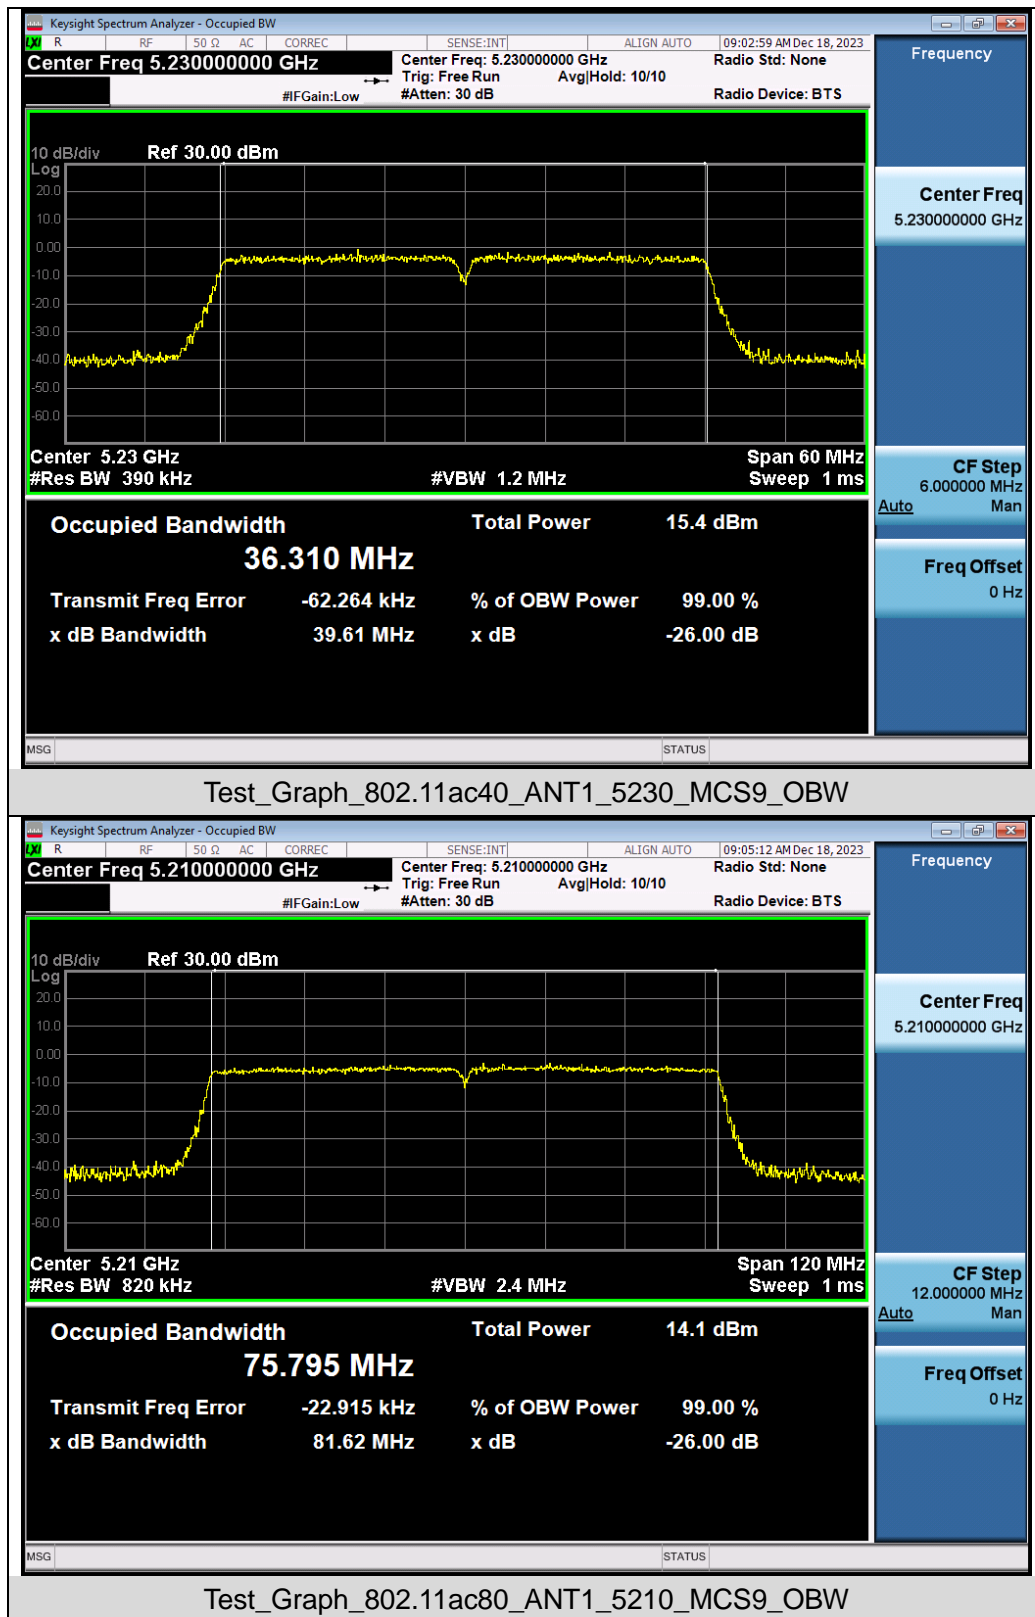 Keysight Spectrum Analyzer - Occupied BW
LXI R RF 50 Ω AC CORREC SENSE:INT ALIGN AUTO 09:02:59 AM Dec 18, 2023
Center Freq 5.230000000 GHz
Center Freq: 5.230000000 GHz Radio Std: None
Trig: Free Run Avg|Hold: 10/10
#IFGain:Low #Atten: 30 dB Radio Device: BTS
Frequency
10 dB/div Ref 30.00 dBm
Log
20.0
10.0
0.00
-10.0
-20.0
-30.0
-40.0
-50.0
-60.0
Center 5.23 GHz Span 60 MHz
#Res BW 390 kHz #VBW 1.2 MHz Sweep 1 ms
Center Freq
5.230000000 GHz
CF Step
6.000000 MHz
Auto Man
Freq Offset
0 Hz
Occupied Bandwidth Total Power 15.4 dBm
36.310 MHz
Transmit Freq Error -62.264 kHz % of OBW Power 99.00 %
x dB Bandwidth 39.61 MHz x dB -26.00 dB
MSG STATUS
Test_Graph_802.11ac40_ANT1_5230_MCS9_OBW
Keysight Spectrum Analyzer - Occupied BW
LXI R RF 50 Ω AC CORREC SENSE:INT ALIGN AUTO 09:05:12 AM Dec 18, 2023
Center Freq 5.210000000 GHz
Center Freq: 5.210000000 GHz Radio Std: None
Trig: Free Run Avg|Hold: 10/10
#IFGain:Low #Atten: 30 dB Radio Device: BTS
Frequency
10 dB/div Ref 30.00 dBm
Log
20.0
10.0
0.00
-10.0
-20.0
-30.0
-40.0
-50.0
-60.0
Center 5.21 GHz Span 120 MHz
#Res BW 820 kHz #VBW 2.4 MHz Sweep 1 ms
Center Freq
5.210000000 GHz
CF Step
12.000000 MHz
Auto Man
Freq Offset
0 Hz
Occupied Bandwidth Total Power 14.1 dBm
75.795 MHz
Transmit Freq Error -22.915 kHz % of OBW Power 99.00 %
x dB Bandwidth 81.62 MHz x dB -26.00 dB
MSG STATUS
Test_Graph_802.11ac80_ANT1_5210_MCS9_OBW